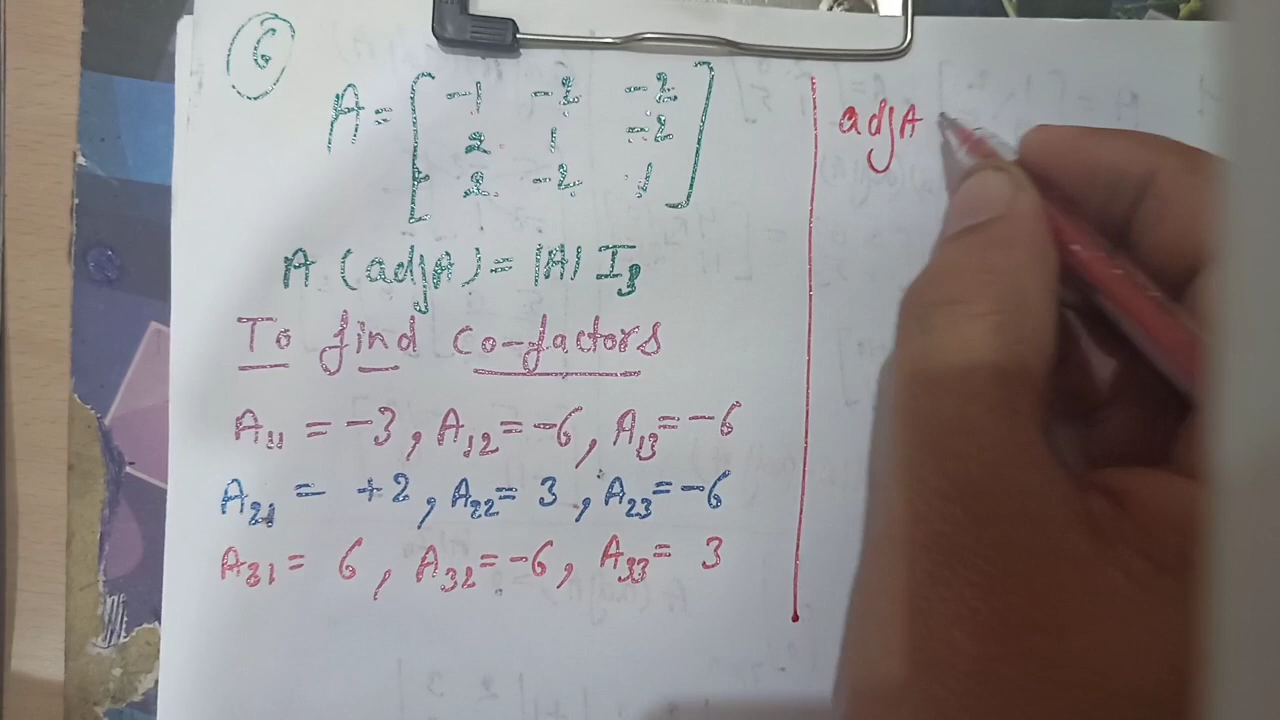 6
A = [ -1 -2 -2
2 1 -2
2 -2 1 ]
A (adjA) = |A| I3
To find Co-factors
A11 = -3, A12 = -6, A13 = -6
A21 = +2, A22 = 3, A23 = -6
A31 = 6, A32 = -6, A33 = 3
adjA